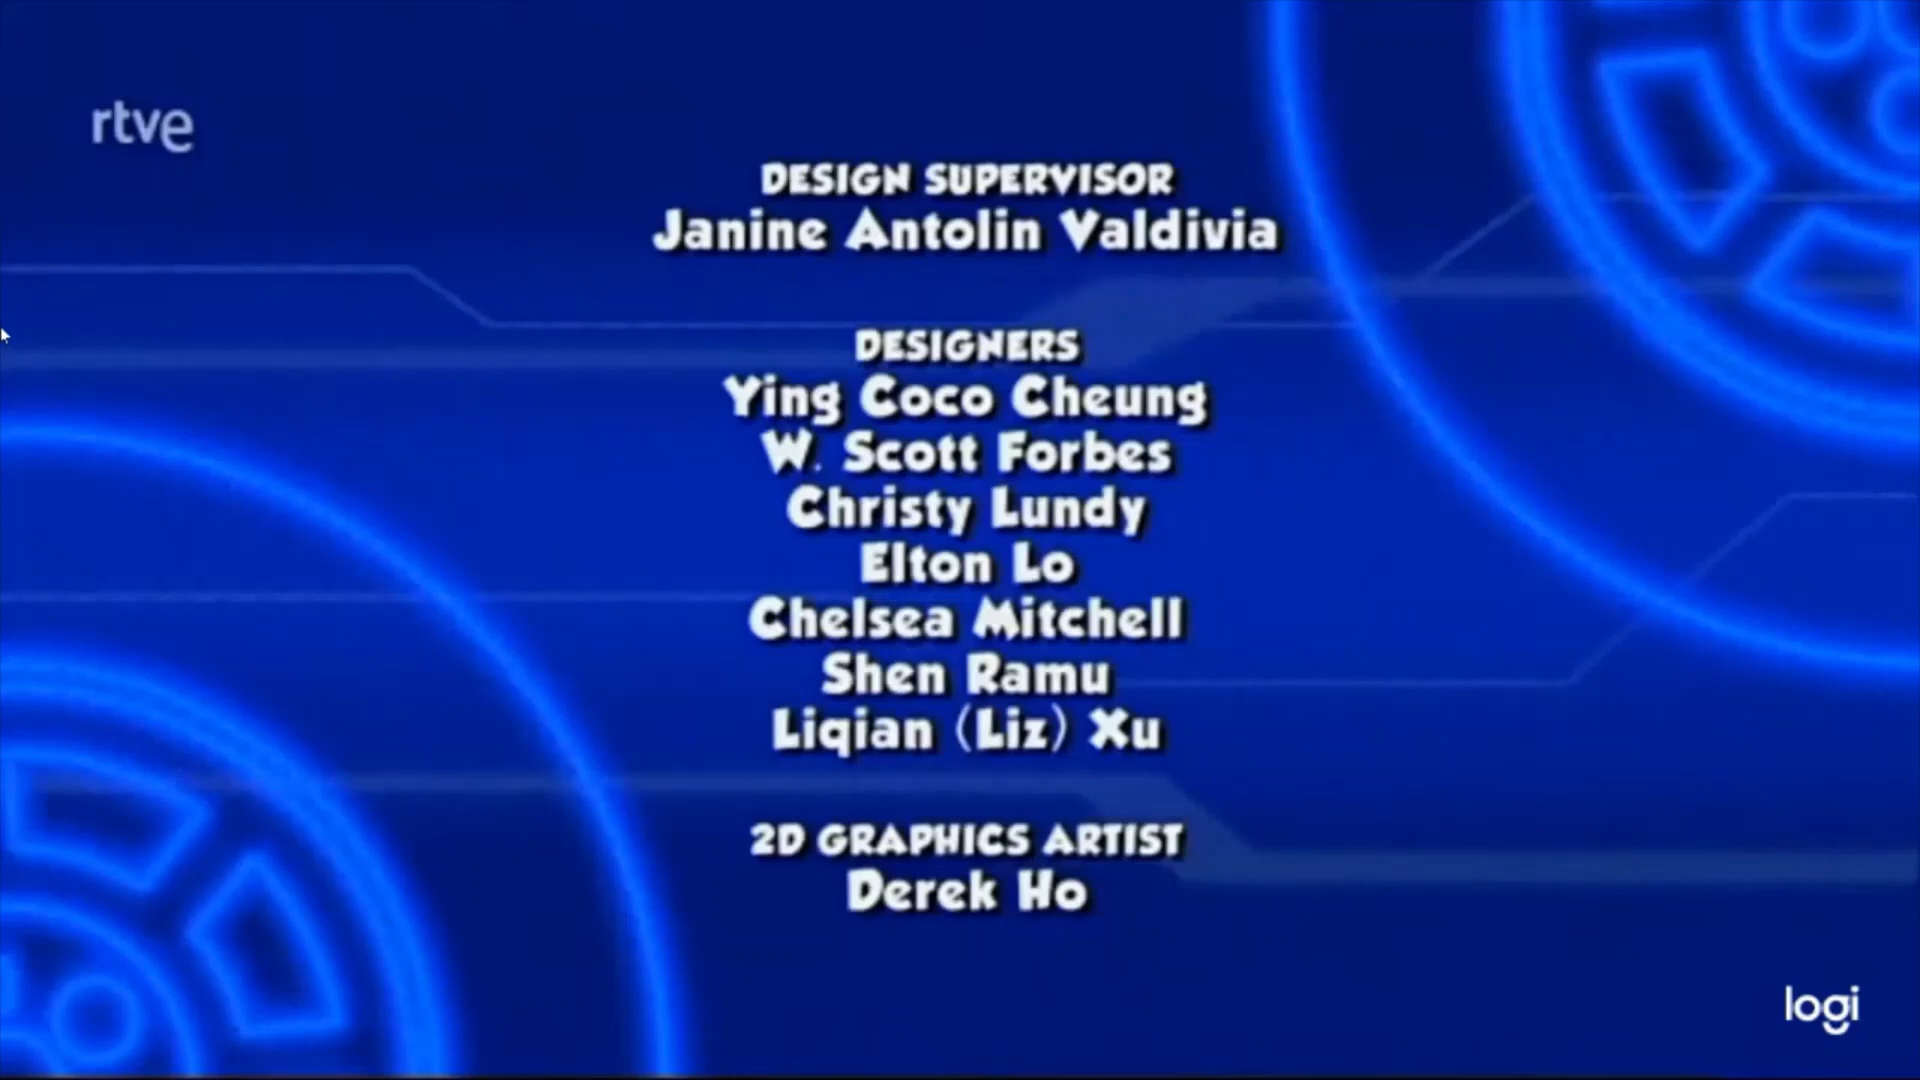 rtve
DESIGN SUPERVISOR
Janine Antolin Valdivia
DESIGNERS
Ying Coco Cheung
W. Scott Forbes
Christy Lundy
Elton Lo
Chelsea Mitchell
Shen Ramu
Liqian (Liz) Xu
2D GRAPHICS ARTIST
Derek Ho
logi